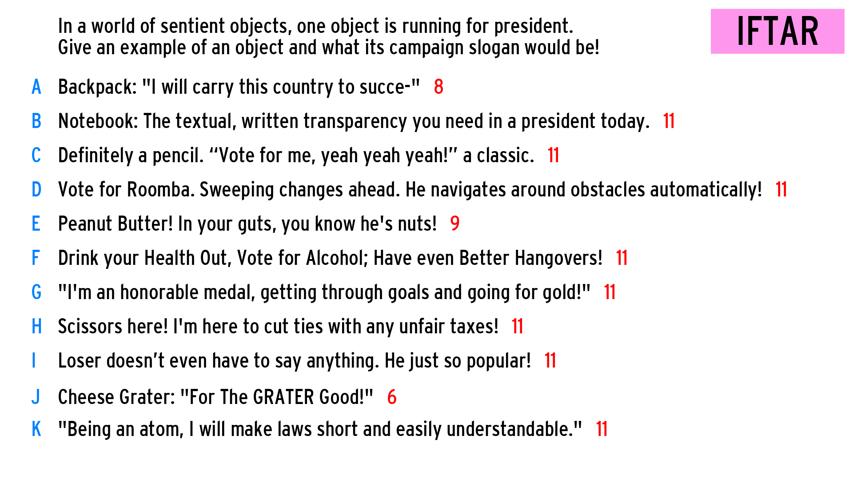 In a world of sentient objects, one object is running for president.
Give an example of an object and what its campaign slogan would be!
IFTAR
A Backpack: "I will carry this country to succe-" 8
B Notebook: The textual, written transparency you need in a president today. 11
C Definitely a pencil. “Vote for me, yeah yeah yeah!” a classic. 11
D Vote for Roomba. Sweeping changes ahead. He navigates around obstacles automatically! 11
E Peanut Butter! In your guts, you know he's nuts! 9
F Drink your Health Out, Vote for Alcohol; Have even Better Hangovers! 11
G "I'm an honorable medal, getting through goals and going for gold!" 11
H Scissors here! I'm here to cut ties with any unfair taxes! 11
I Loser doesn’t even have to say anything. He just so popular! 11
J Cheese Grater: "For The GRATER Good!" 6
K "Being an atom, I will make laws short and easily understandable." 11